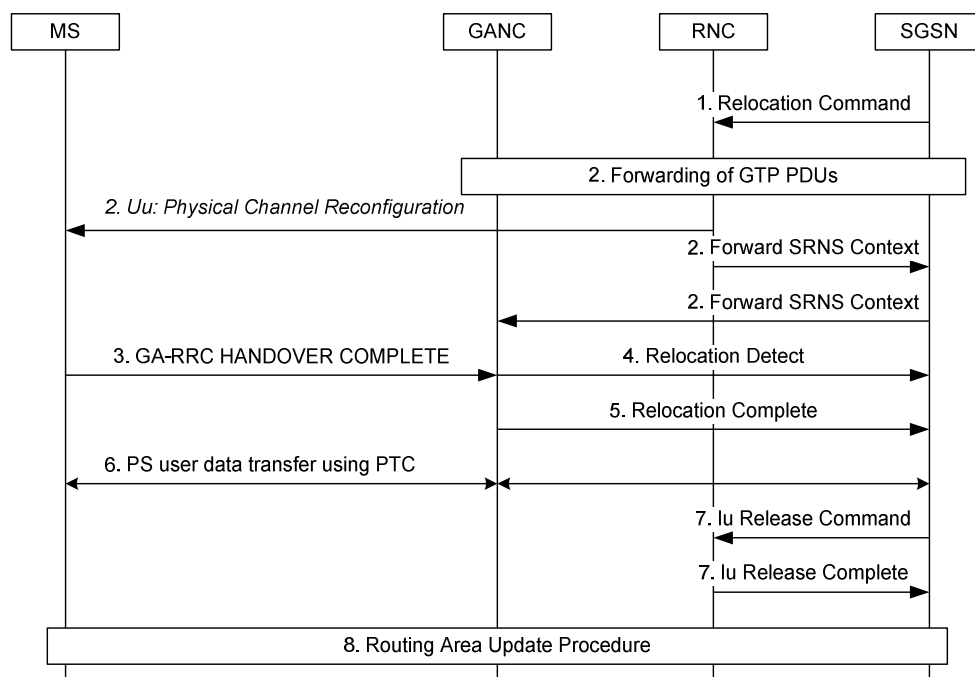 MS
GANC
RNC
SGSN
1. Relocation Command
2. Forwarding of GTP PDUs
2. Uu: Physical Channel Reconfiguration
2. Forward SRNS Context
2. Forward SRNS Context
3. GA-RRC HANDOVER COMPLETE
4. Relocation Detect
5. Relocation Complete
6. PS user data transfer using PTC
7. Iu Release Command
7. Iu Release Complete
8. Routing Area Update Procedure